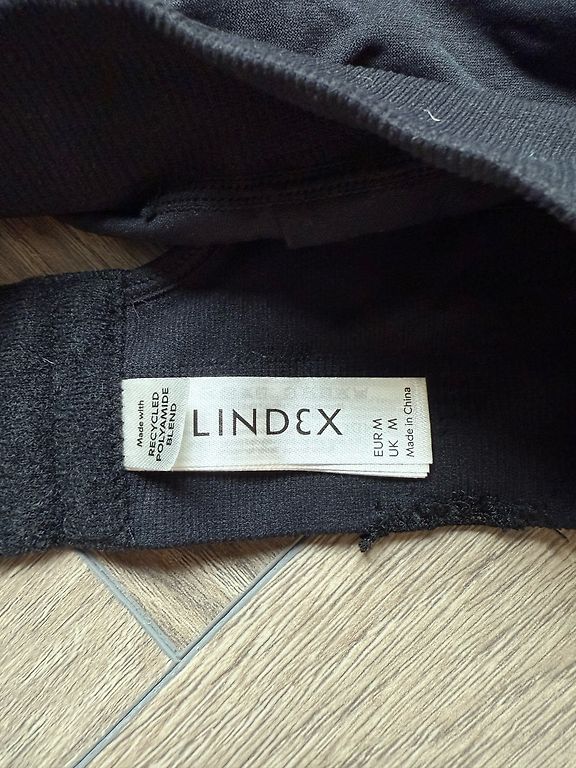 Made with
RECYCLED
POLYAMIDE
BLEND
LINDEX
EUR M
UK M
Made in China